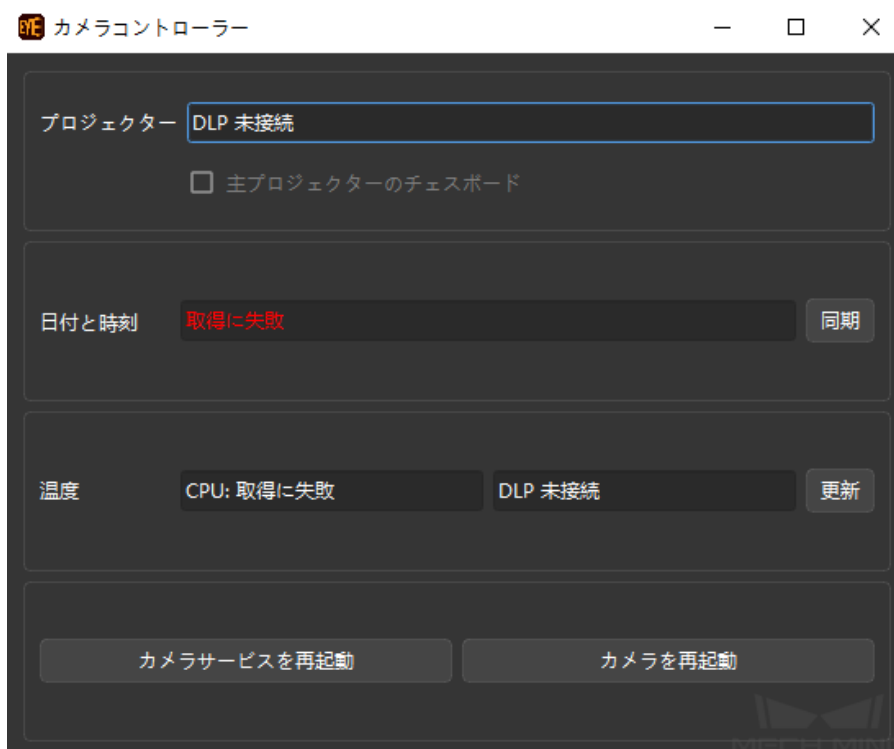 EYE カメラコントローラー
プロジェクター DLP 未接続
主プロジェクターのチェスボード
日付と時刻 取得に失敗 同期
温度 CPU: 取得に失敗 DLP 未接続 更新
カメラサービスを再起動 カメラを再起動
MECH MIN